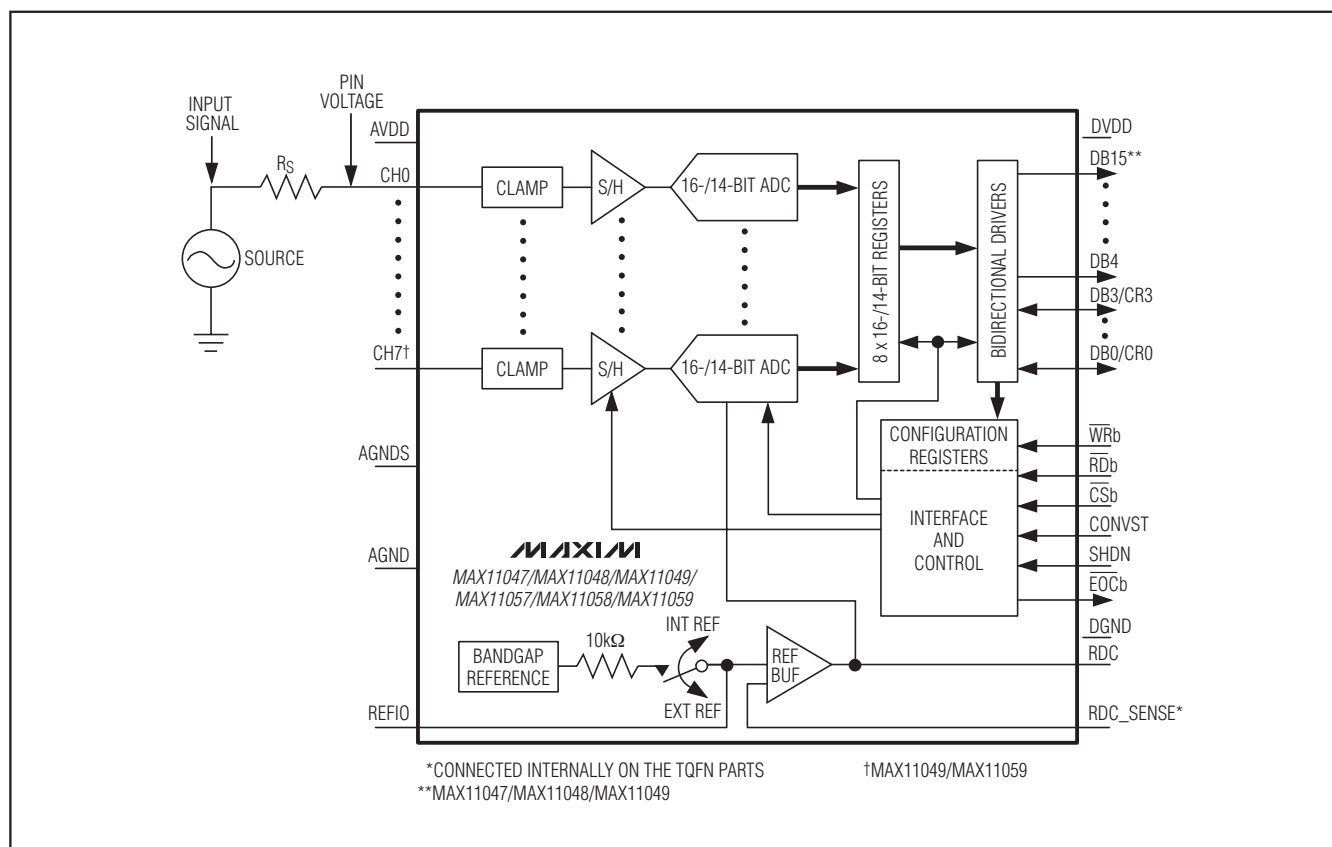 INPUT
SIGNAL
PIN
VOLTAGE
RS
SOURCE
AVDD
CH0
CH7†
AGNDS
AGND
REFIO
CLAMP
S/H
16-/14-BIT ADC
CLAMP
S/H
16-/14-BIT ADC
8 x 16-/14-BIT REGISTERS
BIDIRECTIONAL DRIVERS
CONFIGURATION
REGISTERS
INTERFACE
AND
CONTROL
MAXIM
MAX11047/MAX11048/MAX11049/
MAX11057/MAX11058/MAX11059
BANDGAP
REFERENCE
10kΩ
INT REF
EXT REF
REF
BUF
DVDD
DB15**
DB4
DB3/CR3
DB0/CR0
WRb
RDb
CSb
CONVST
SHDN
EOCb
DGND
RDC
RDC_SENSE*
*CONNECTED INTERNALLY ON THE TQFN PARTS
**MAX11047/MAX11048/MAX11049
†MAX11049/MAX11059